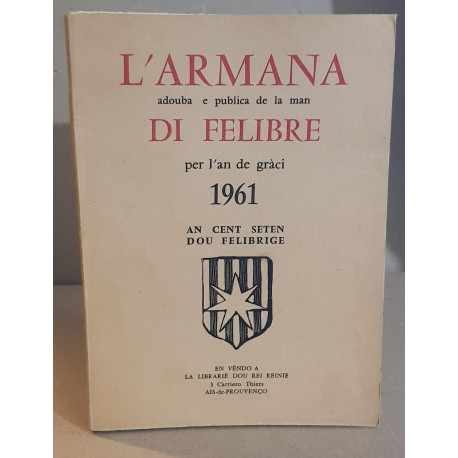 L'ARMANA
adouba e publica de la man
DI FELIBRE
per l'an de gràci
1961
AN CENT SETEN
DOU FELIBRIGE
EN VÈNDO A
LA LIBRARIÉ DOU REI REINIE
3 Carriero Thiers
AIS-de-PROUVENÇO